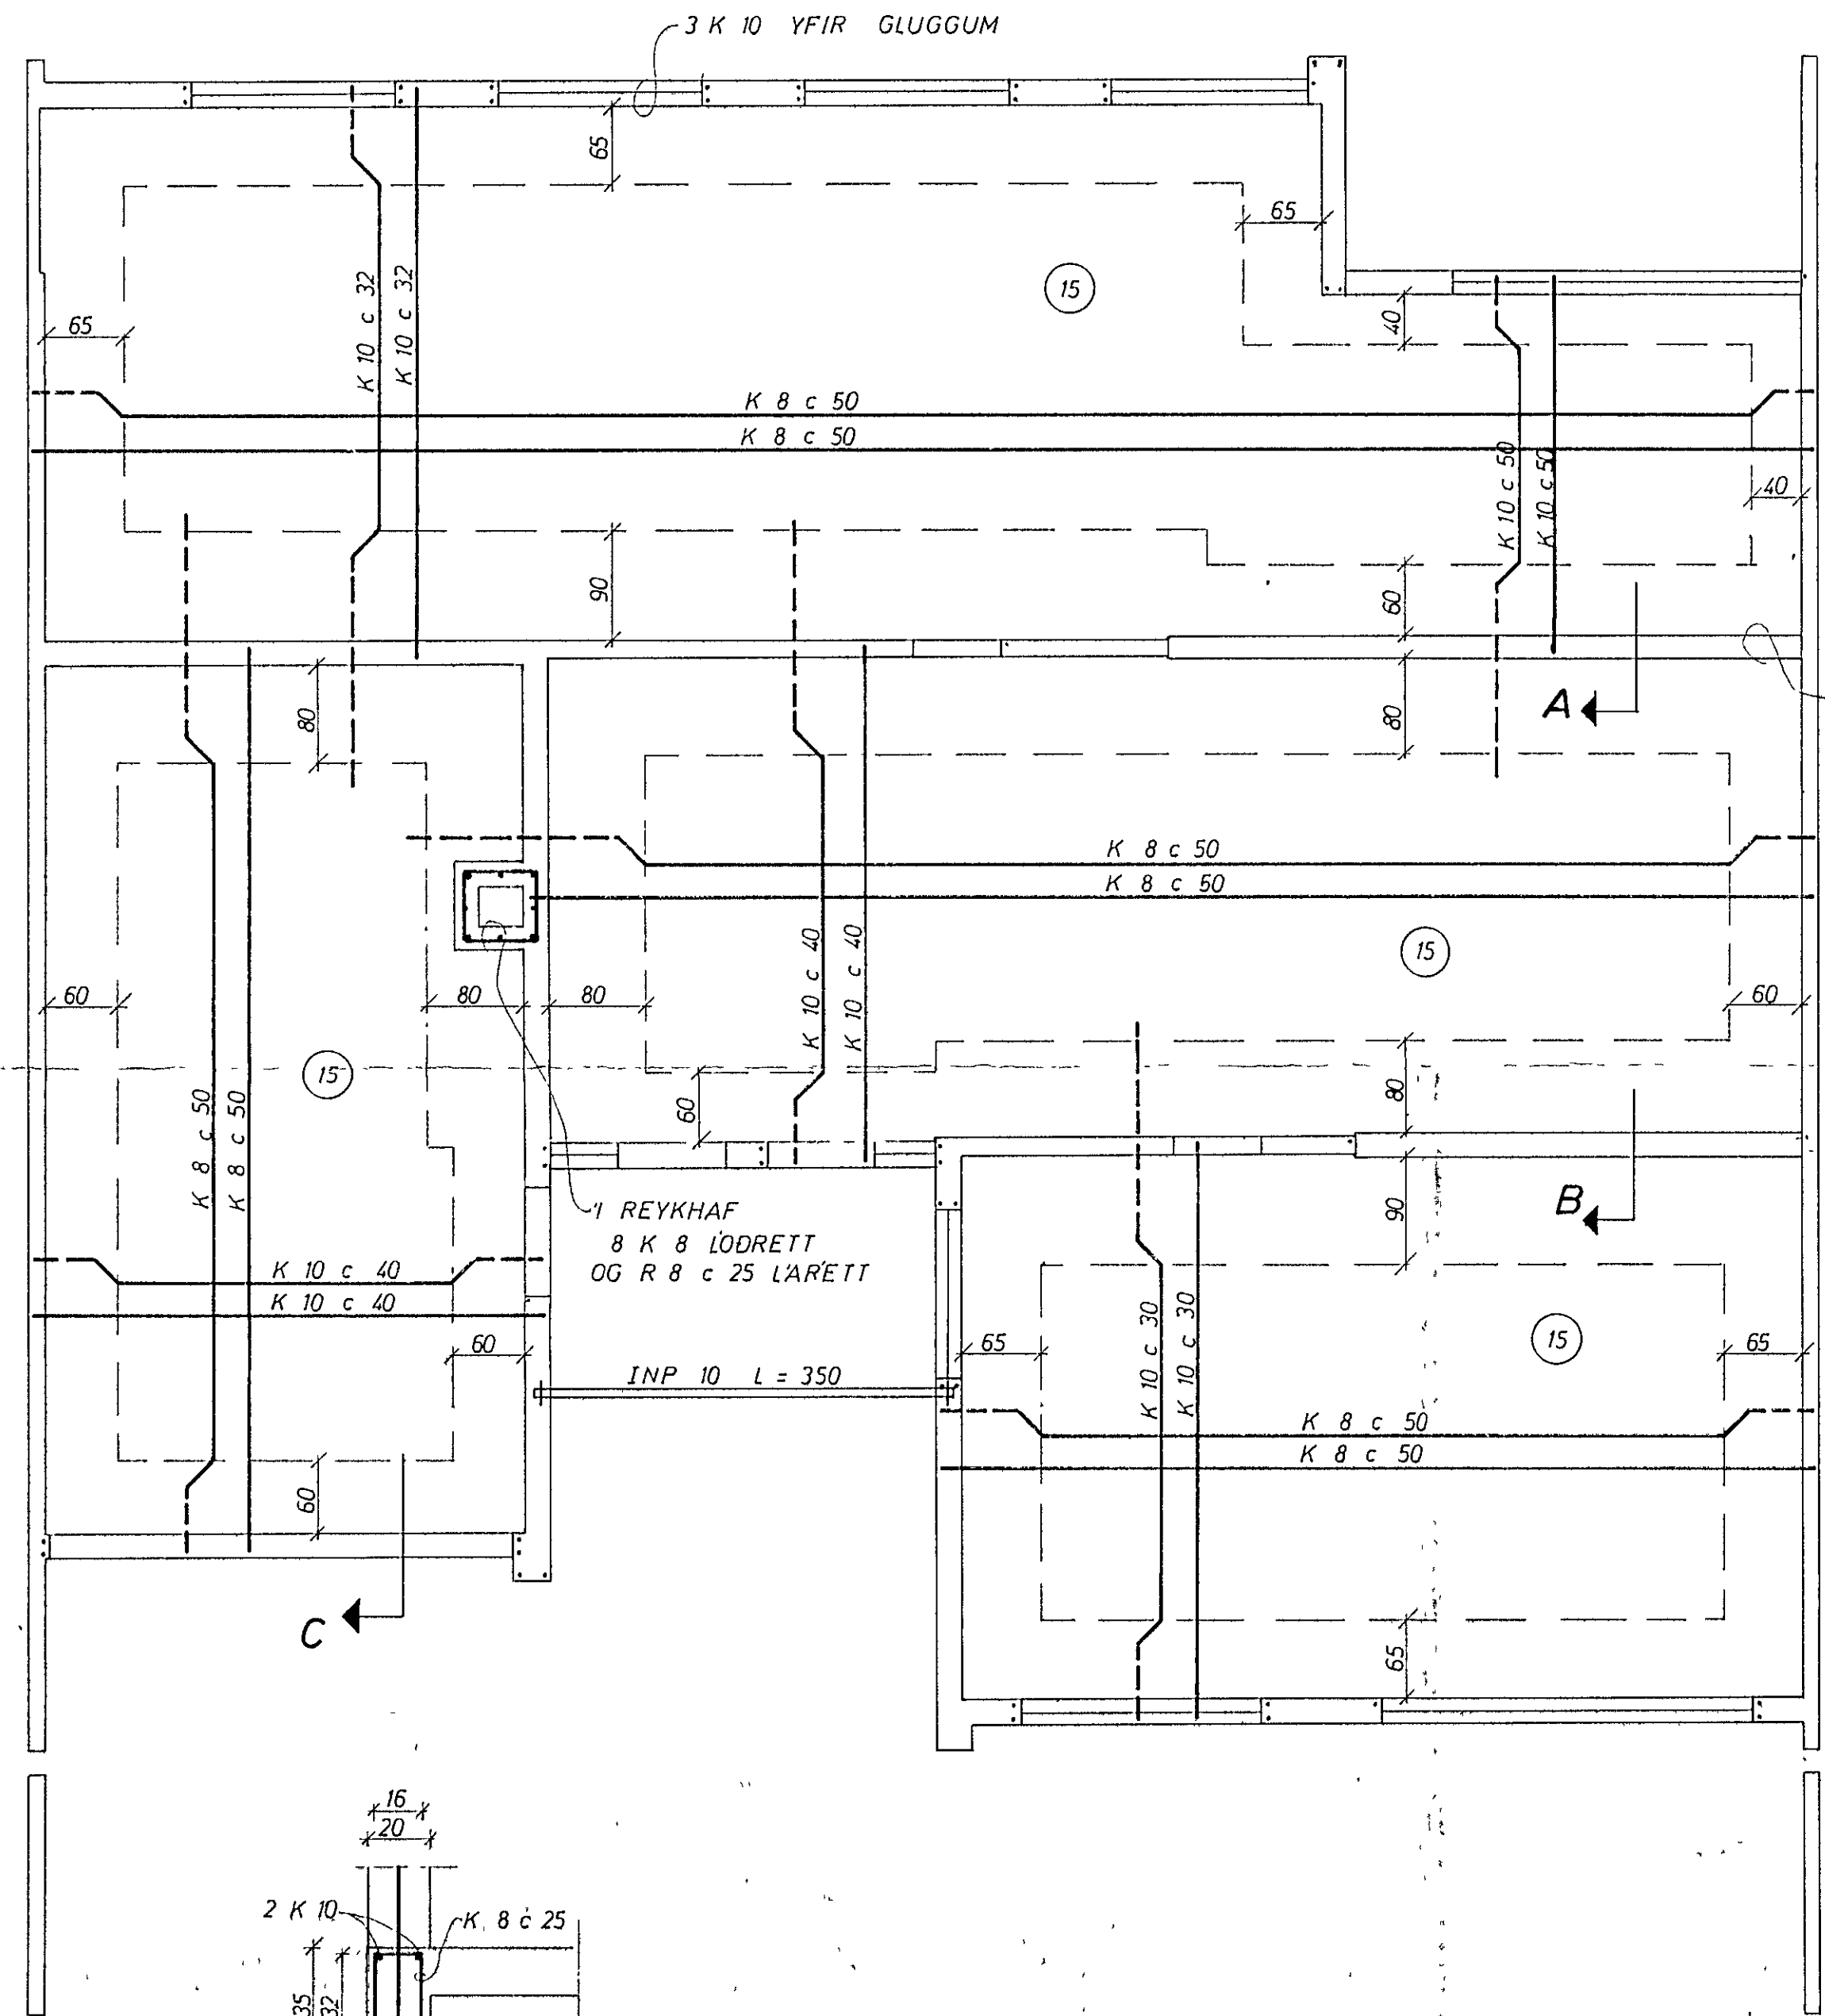 3 K 10 YFIR GLUGGUM
65
65
15
65
40
K 10 c 32
K 10 c 32
K 8 c 50
K 8 c 50
K 10 c 50
K 10 c 50
40
90
60
80
80
A
K 8 c 50
K 8 c 50
K 10 c 40
K 10 c 40
15
60
80
80
60
15
60
80
K 8 c 50
K 8 c 50
B
90
1 REYKHAF
8 K 8 LÓÐRETT
OG R 8 c 25 LÁRÉTT
K 10 c 40
K 10 c 40
60
K 10 c 30
K 10 c 30
15
65
65
INP 10 L = 350
K 8 c 50
K 8 c 50
60
C
65
16
20
2 K 10
K 8 c 25
35
32